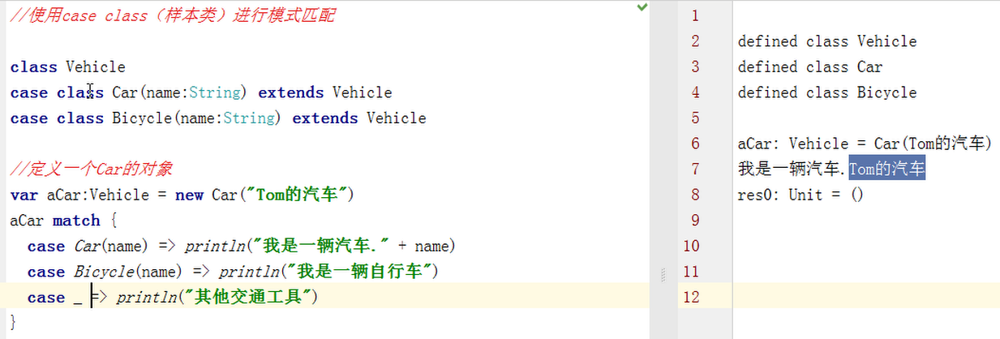 //使用case class（样本类）进行模式匹配
class Vehicle
case class Car(name:String) extends Vehicle
case class Bicycle(name:String) extends Vehicle
//定义一个Car的对象
var aCar:Vehicle = new Car("Tom的汽车")
aCar match {
case Car(name) => println("我是一辆汽车." + name)
case Bicycle(name) => println("我是一辆自行车")
case _ => println("其他交通工具")
}
1
2 defined class Vehicle
3 defined class Car
4 defined class Bicycle
5
6 aCar: Vehicle = Car(Tom的汽车)
7 我是一辆汽车.Tom的汽车
8 res0: Unit = ()
9
10
11
12